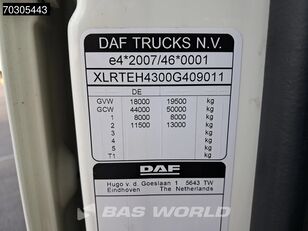 70305443
DAF TRUCKS N.V.
e4*2007/46*0001
XLRTEH4300G409011
DE
GVW 18000 19500 kg
GCW 44000 50000 kg
1 8000 8000 kg
2 11500 13000 kg
3 kg
4 kg
5 kg
T1 kg
DAF
Hugo v. d. Goeslaan 1 5643 TW
Eindhoven The Netherlands
BAS WORLD